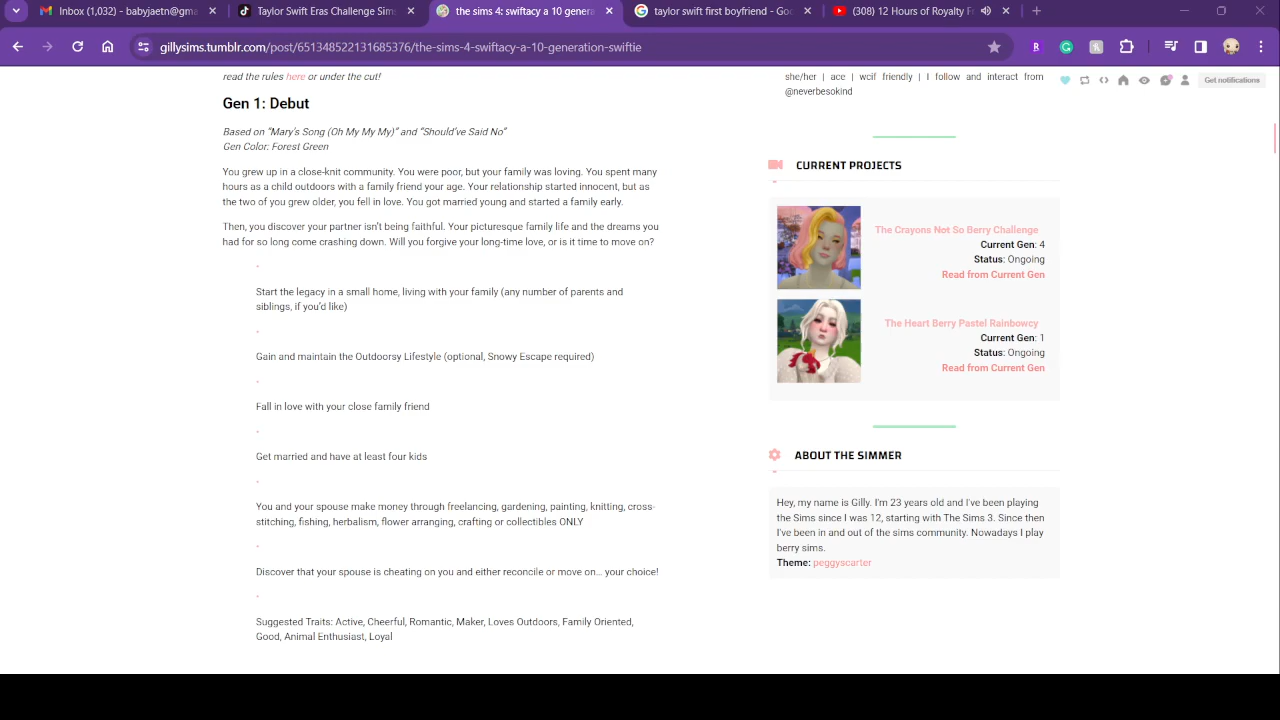 Inbox (1,032) - babyjaetn@gma
Taylor Swift Eras Challenge Sim
the sims 4: swiftacy a 10 genera
taylor swift first boyfriend - Goo
(308) 12 Hours of Royalty F
gillysims.tumblr.com/post/651348522131685376/the-sims-4-swiftacy-a-10-generation-swiftie
Get notifications
read the rules here or under the cut!
Gen 1: Debut
Based on “Mary’s Song (Oh My My My)” and “Should’ve Said No”
Gen Color: Forest Green
You grew up in a close-knit community. You were poor, but your family was loving. You spent many
hours as a child outdoors with a family friend your age. Your relationship started innocent, but as
the two of you grew older, you fell in love. You got married young and started a family early.
Then, you discover your partner isn’t being faithful. Your picturesque family life and the dreams you
had for so long come crashing down. Will you forgive your long-time love, or is it time to move on?
Start the legacy in a small home, living with your family (any number of parents and
siblings, if you’d like)
Gain and maintain the Outdoorsy Lifestyle (optional, Snowy Escape required)
Fall in love with your close family friend
Get married and have at least four kids
You and your spouse make money through freelancing, gardening, painting, knitting, cross-
stitching, fishing, herbalism, flower arranging, crafting or collectibles ONLY
Discover that your spouse is cheating on you and either reconcile or move on… your choice!
Suggested Traits: Active, Cheerful, Romantic, Maker, Loves Outdoors, Family Oriented,
Good, Animal Enthusiast, Loyal
she/her | ace | wcif friendly | I follow and interact from
@neverbesokind
CURRENT PROJECTS
The Crayons Not So Berry Challenge
Current Gen: 4
Status: Ongoing
Read from Current Gen
The Heart Berry Pastel Rainbowcy
Current Gen: 1
Status: Ongoing
Read from Current Gen
ABOUT THE SIMMER
Hey, my name is Gilly. I'm 23 years old and I've been playing
the Sims since I was 12, starting with The Sims 3. Since then
I've been in and out of the sims community. Nowadays I play
berry sims.
Theme: peggyscarter